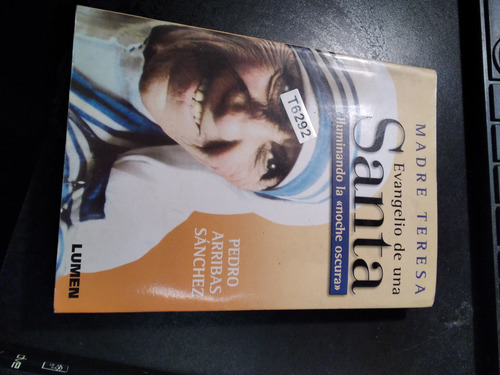 MADRE TERESA
Evangelio de una
Santa
Iluminando la «noche oscura»
T6292
PEDRO
ARRIBAS
SÁNCHEZ
LUMEN